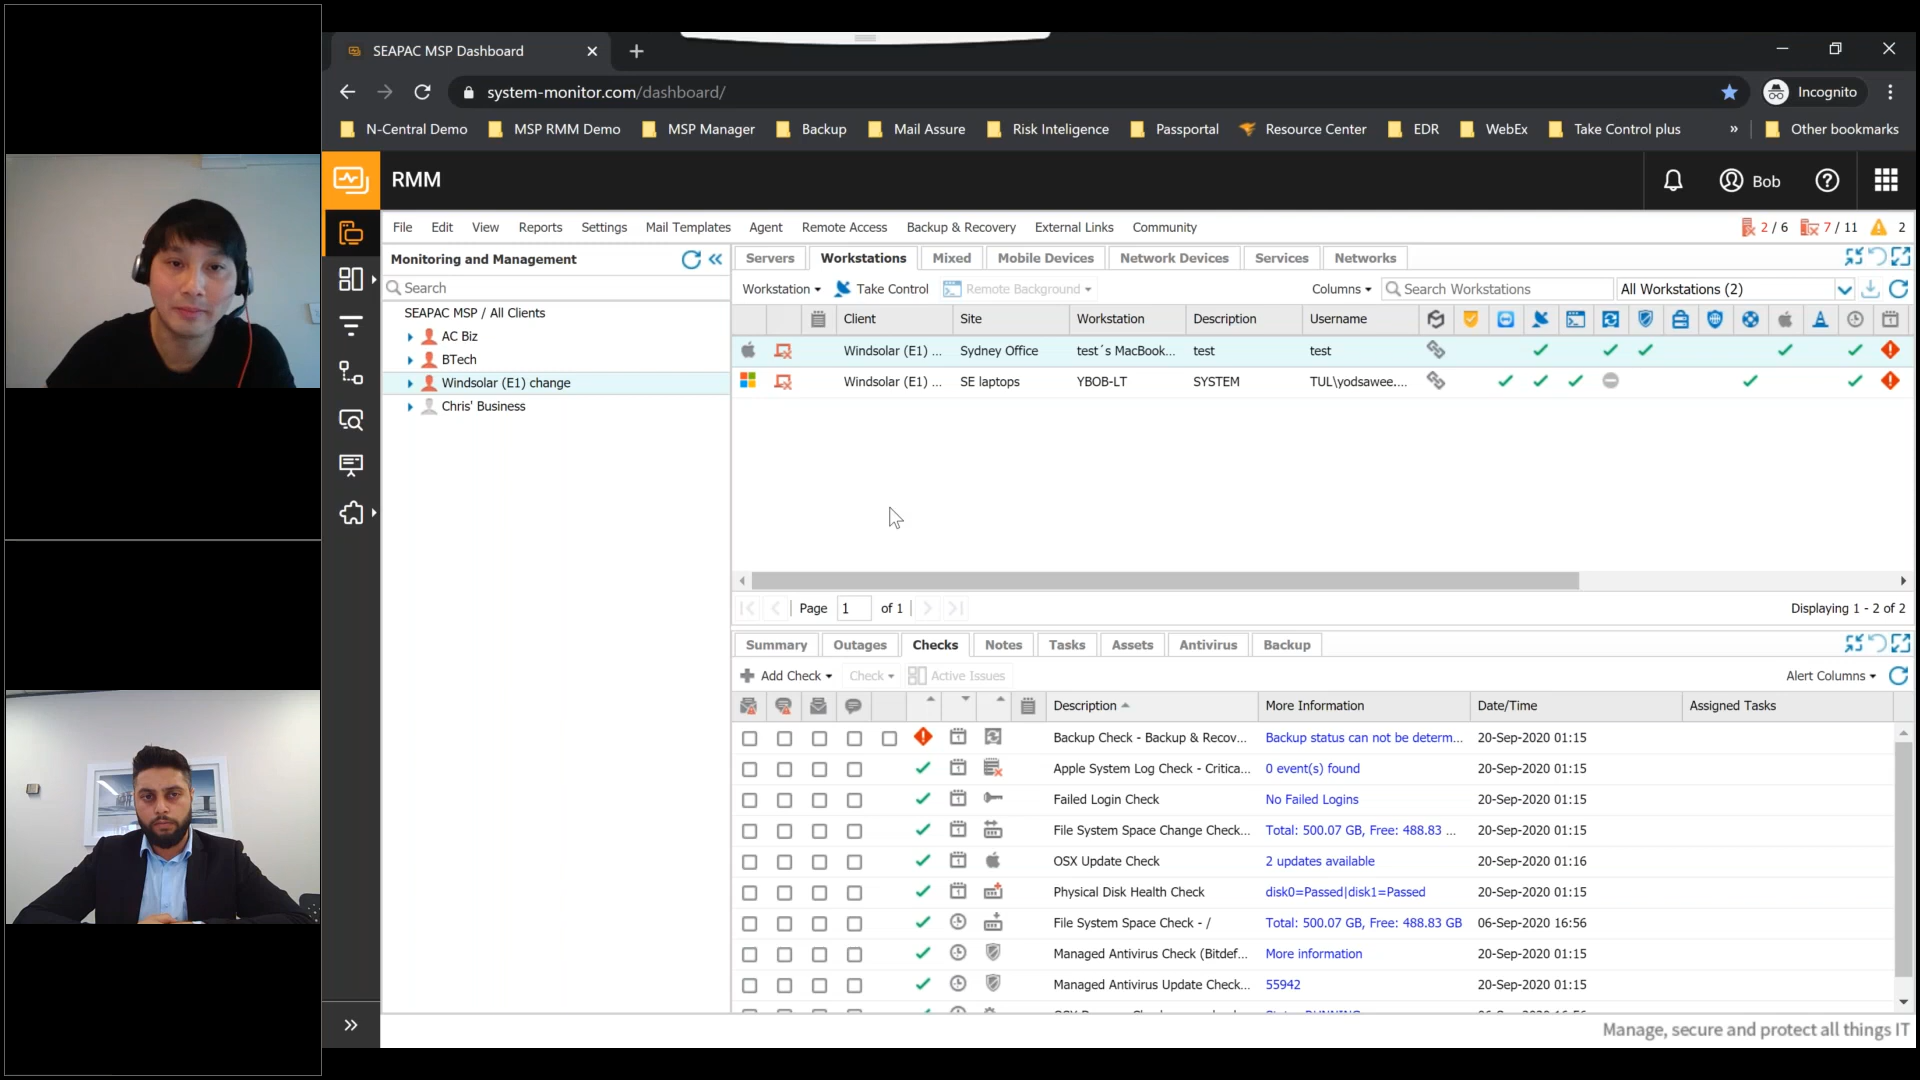 SEAPAC MSP Dashboard
system-monitor.com/dashboard/
Incognito
N-Central Demo MSP RMM Demo MSP Manager Backup Mail Assure Risk Inteligence Passportal Resource Center EDR WebEx Take Control plus » Other bookmarks
RMM
Bob
File Edit View Reports Settings Mail Templates Agent Remote Access Backup & Recovery External Links Community
2 / 6 7 / 11 2
Monitoring and Management
Search
SEAPAC MSP / All Clients
AC Biz
BTech
Windsolar (E1) change
Chris' Business
Servers Workstations Mixed Mobile Devices Network Devices Services Networks
Workstation Take Control Remote Background Columns Search Workstations All Workstations (2)
Client Site Workstation Description Username
Windsolar (E1) ... Sydney Office test´s MacBook... test test
Windsolar (E1) ... SE laptops YBOB-LT SYSTEM TUL\yodsawee....
Page 1 of 1 Displaying 1 - 2 of 2
Summary Outages Checks Notes Tasks Assets Antivirus Backup
Add Check Check Active Issues Alert Columns
Description More Information Date/Time Assigned Tasks
Backup Check - Backup & Recov... Backup status can not be determ... 20-Sep-2020 01:15
Apple System Log Check - Critica... 0 event(s) found 20-Sep-2020 01:15
Failed Login Check No Failed Logins 20-Sep-2020 01:15
File System Space Change Check... Total: 500.07 GB, Free: 488.83 ... 20-Sep-2020 01:15
OSX Update Check 2 updates available 20-Sep-2020 01:16
Physical Disk Health Check disk0=Passed|disk1=Passed 20-Sep-2020 01:15
File System Space Check - / Total: 500.07 GB, Free: 488.83 GB 06-Sep-2020 16:56
Managed Antivirus Check (Bitdef... More information 20-Sep-2020 01:15
Managed Antivirus Update Check... 55942 20-Sep-2020 01:15
Manage, secure and protect all things IT